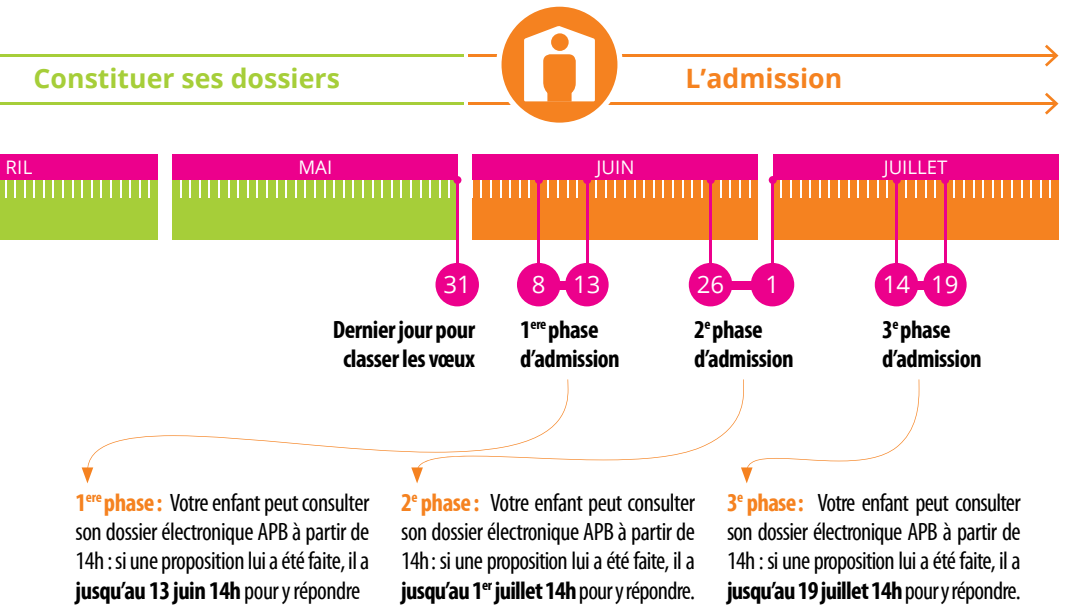 Constituer ses dossiers
L'admission
RIL
MAI
JUIN
JUILLET
31
8
13
26
1
14
19
Dernier jour pour
classer les vœux
1ere phase
d'admission
2e phase
d'admission
3e phase
d'admission
1ere phase : Votre enfant peut consulter
son dossier électronique APB à partir de
14h : si une proposition lui a été faite, il a
jusqu'au 13 juin 14h pour y répondre
2e phase : Votre enfant peut consulter
son dossier électronique APB à partir de
14h : si une proposition lui a été faite, il a
jusqu'au 1er juillet 14h pour y répondre.
3e phase : Votre enfant peut consulter
son dossier électronique APB à partir de
14h : si une proposition lui a été faite, il a
jusqu'au 19 juillet 14h pour y répondre.